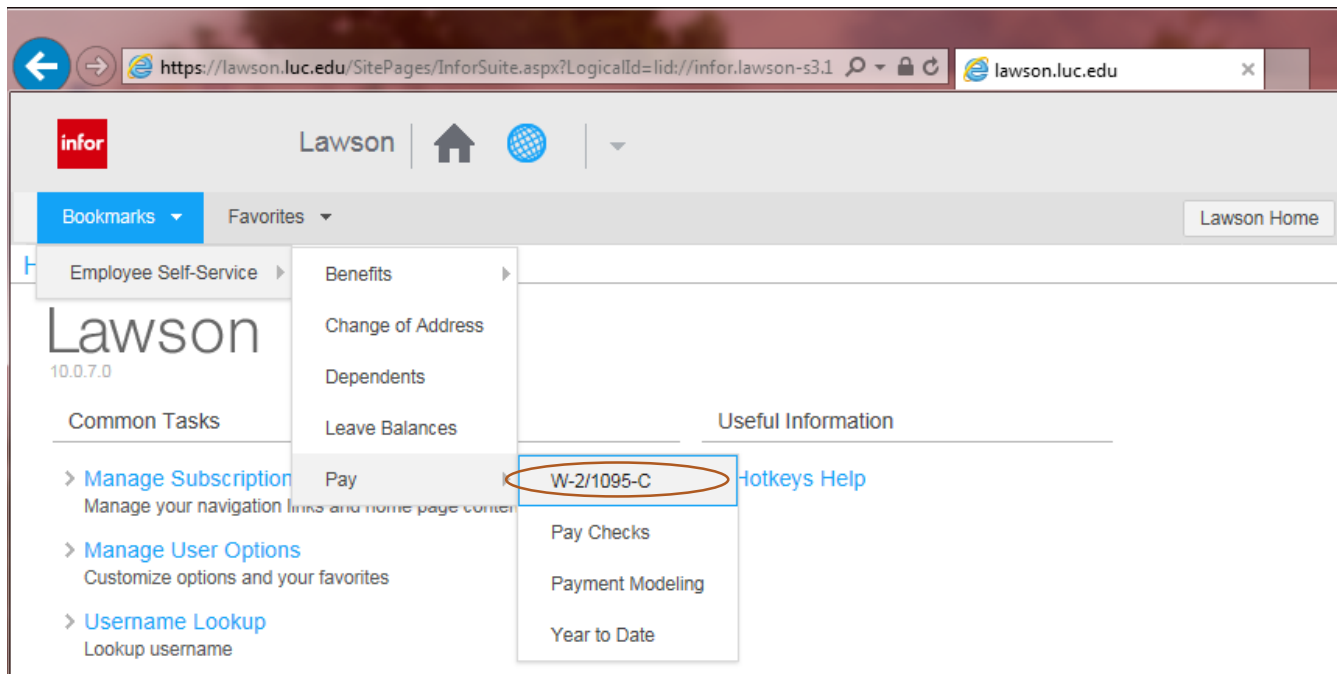 https://lawson.luc.edu/SitePages/InforSuite.aspx?LogicalId=lid://infor.lawson-s3.1
lawson.luc.edu
infor
Lawson
Bookmarks
Favorites
Lawson Home
H
Employee Self-Service
Benefits
Change of Address
Dependents
Leave Balances
Pay
W-2/1095-C
Pay Checks
Payment Modeling
Year to Date
Lawson
10.0.7.0
Common Tasks
Useful Information
Manage Subscription
Manage your navigation links and home page conten
Manage User Options
Customize options and your favorites
Username Lookup
Lookup username
Hotkeys Help